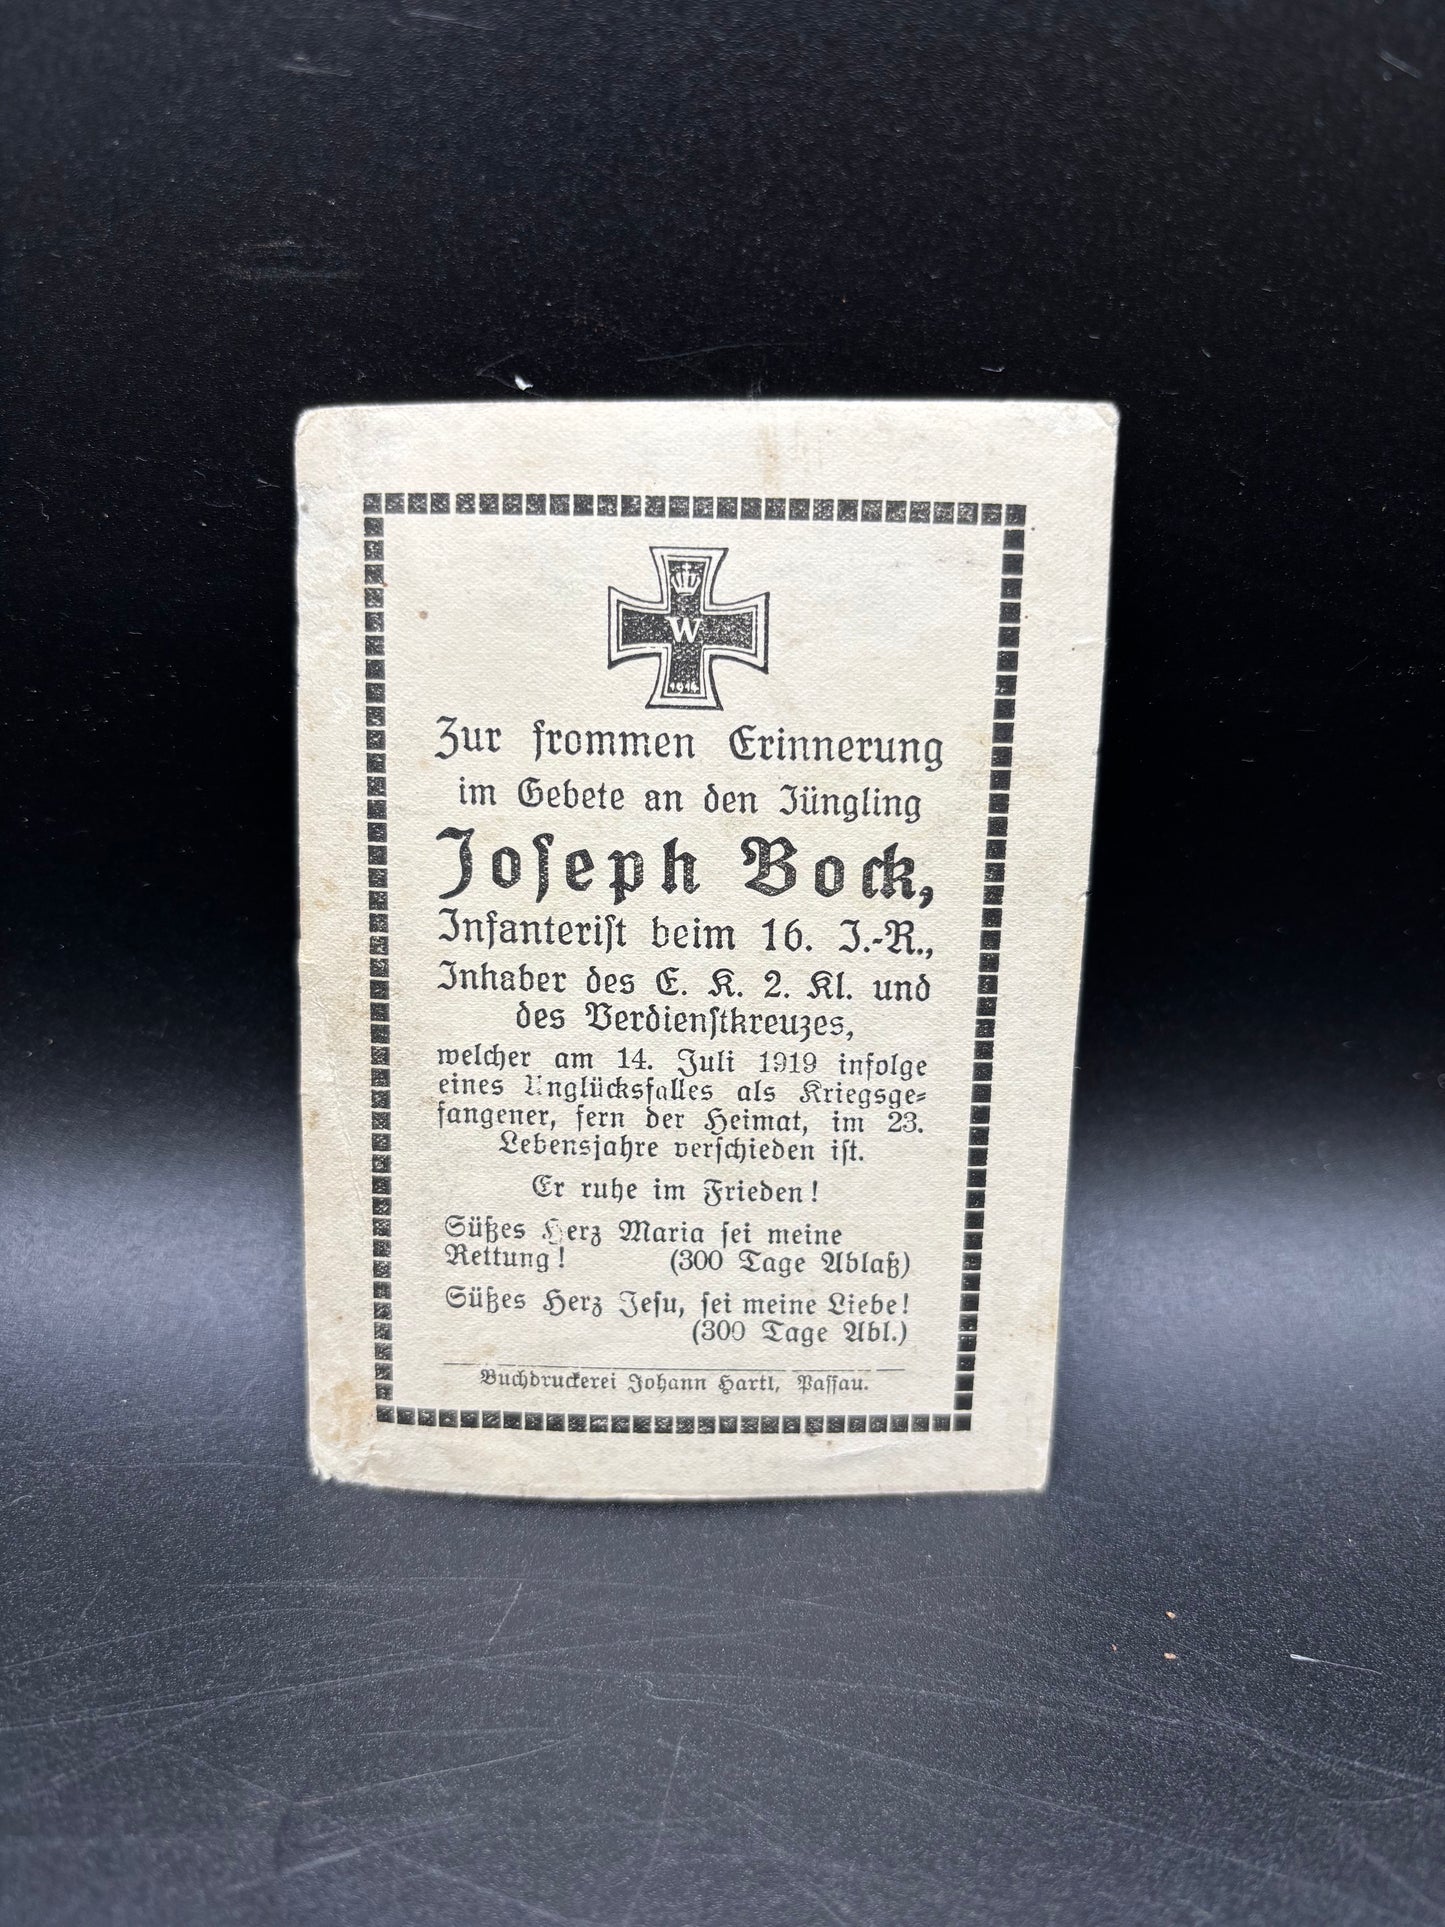 W
1914
Zur frommen Erinnerung
im Gebete an den Jüngling
Joseph Bock,
Infanterist beim 16. I.-R.,
Inhaber des E. K. 2. Kl. und
des Verdienstkreuzes,
welcher am 14. Juli 1919 infolge
eines Unglücksfalles als Kriegsge=
fangener, fern der Heimat, im 23.
Lebensjahre verschieden ist.
Er ruhe im Frieden!
Süßes Herz Maria sei meine
Rettung! (300 Tage Ablaß)
Süßes Herz Jesu, sei meine Liebe!
(300 Tage Abl.)
Buchdruckerei Johann Hartl, Passau.